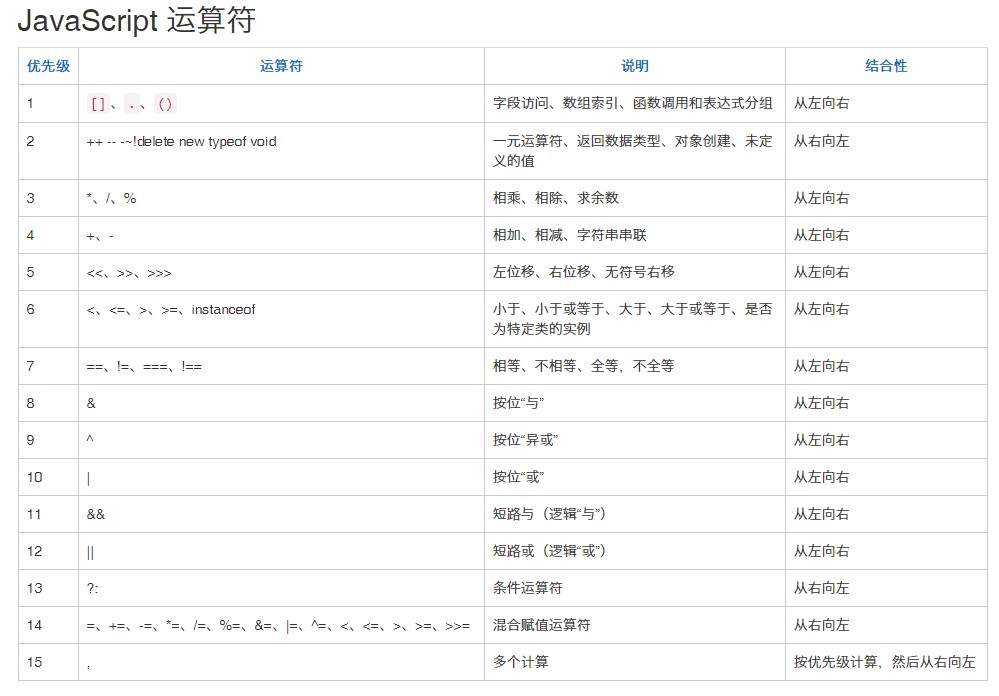 JavaScript 运算符
优先级 运算符 说明 结合性
1 []、.、() 字段访问、数组索引、函数调用和表达式分组 从左向右
2 ++ -- -~!delete new typeof void 一元运算符、返回数据类型、对象创建、未定 从右向左
义的值
3 *、/、% 相乘、相除、求余数 从左向右
4 +、- 相加、相减、字符串串联 从左向右
5 <<、>>、>>> 左位移、右位移、无符号右移 从左向右
6 <、<=、>、>=、instanceof 小于、小于或等于、大于、大于或等于、是否 从左向右
为特定类的实例
7 ==、!=、===、!== 相等、不相等、全等，不全等 从左向右
8 & 按位“与” 从左向右
9 ^ 按位“异或” 从左向右
10 | 按位“或” 从左向右
11 && 短路与（逻辑“与”） 从左向右
12 || 短路或（逻辑“或”） 从左向右
13 ?: 条件运算符 从右向左
14 =、+=、-=、*=、/=、%=、&=、|=、^=、<、<=、>、>=、>>= 混合赋值运算符 从右向左
15 , 多个计算 按优先级计算，然后从右向左